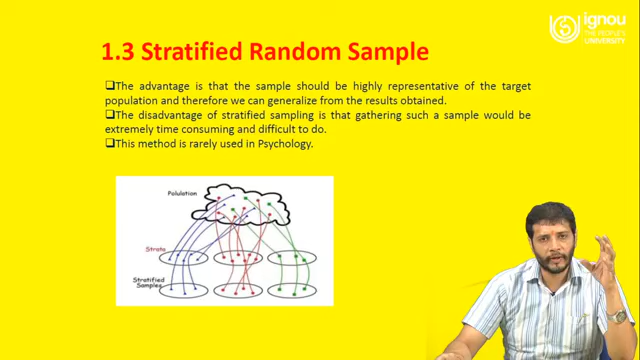 ignou
THE PEOPLE'S
UNIVERSITY
1.3 Stratified Random Sample
❑The advantage is that the sample should be highly representative of the target
population and therefore we can generalize from the results obtained.
❑The disadvantage of stratified sampling is that gathering such a sample would be
extremely time consuming and difficult to do.
❑This method is rarely used in Psychology.
Polulation
Strata
Stratified
Samples